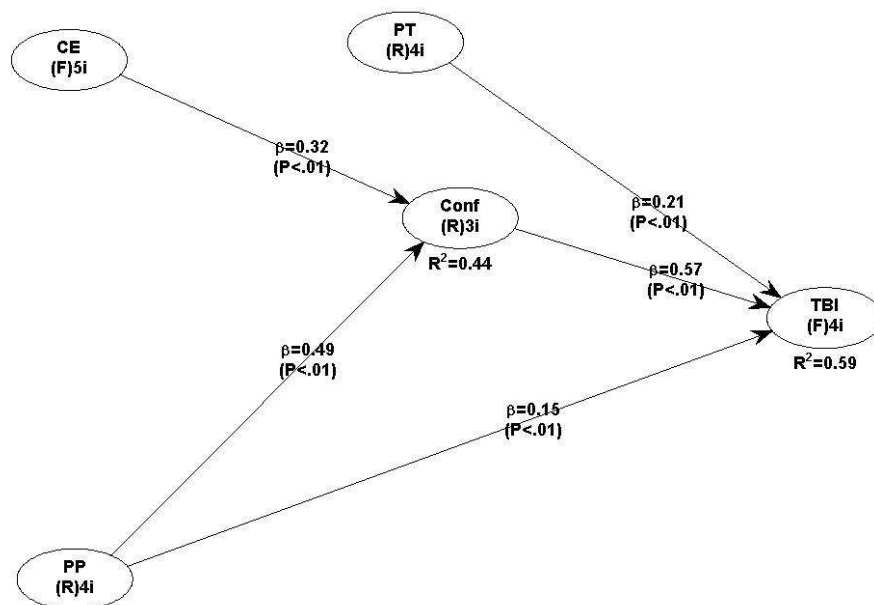 CE
(F)5i
PT
(R)4i
β=0.32
(P<.01)
Conf
(R)3i
R²=0.44
β=0.21
(P<.01)
β=0.57
(P<.01)
TBI
(F)4i
R²=0.59
β=0.49
(P<.01)
β=0.15
(P<.01)
PP
(R)4i